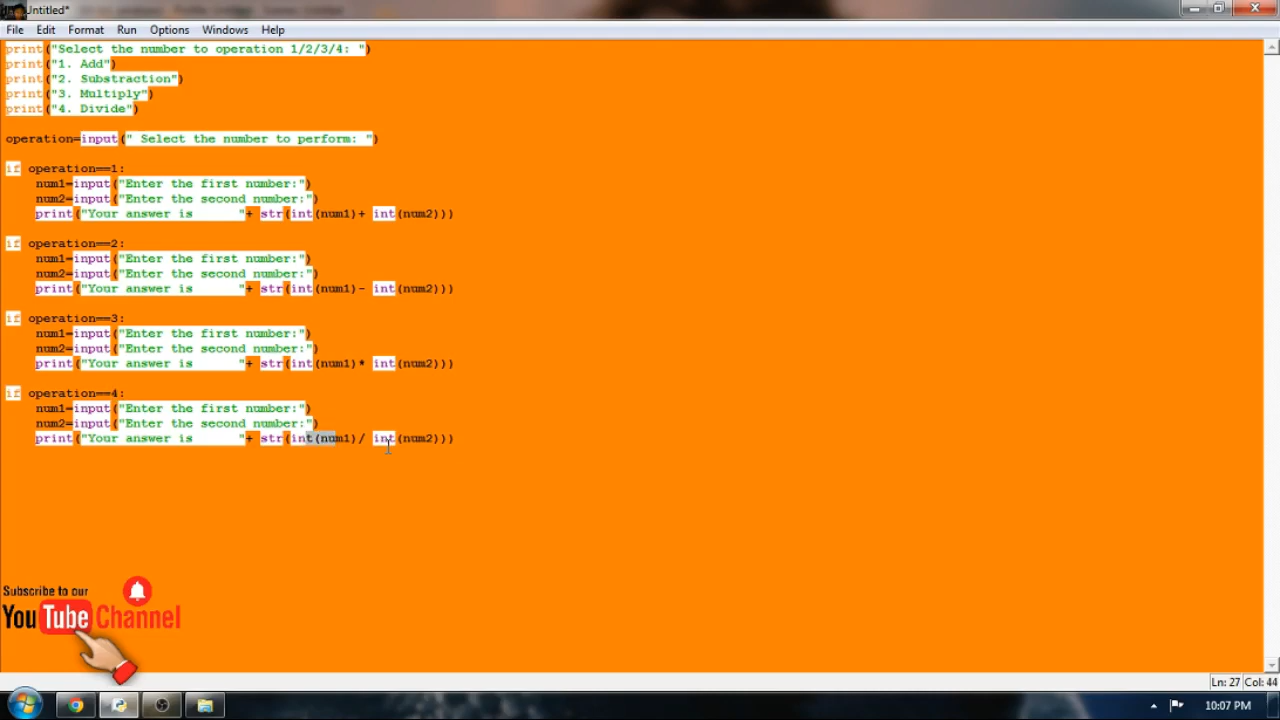 Untitled*
File Edit Format Run Options Windows Help
print("Select the number to operation 1/2/3/4: ")
print("1. Add")
print("2. Substraction")
print("3. Multiply")
print("4. Divide")
operation=input(" Select the number to perform: ")
if operation==1:
    num1=input("Enter the first number:")
    num2=input("Enter the second number:")
    print("Your answer is      "+ str(int(num1)+ int(num2)))
if operation==2:
    num1=input("Enter the first number:")
    num2=input("Enter the second number:")
    print("Your answer is      "+ str(int(num1)- int(num2)))
if operation==3:
    num1=input("Enter the first number:")
    num2=input("Enter the second number:")
    print("Your answer is      "+ str(int(num1)* int(num2)))
if operation==4:
    num1=input("Enter the first number:")
    num2=input("Enter the second number:")
    print("Your answer is      "+ str(int(num1)/ int(num2)))
Subscribe to our
YouTube Channel
Ln: 27 Col: 44
10:07 PM